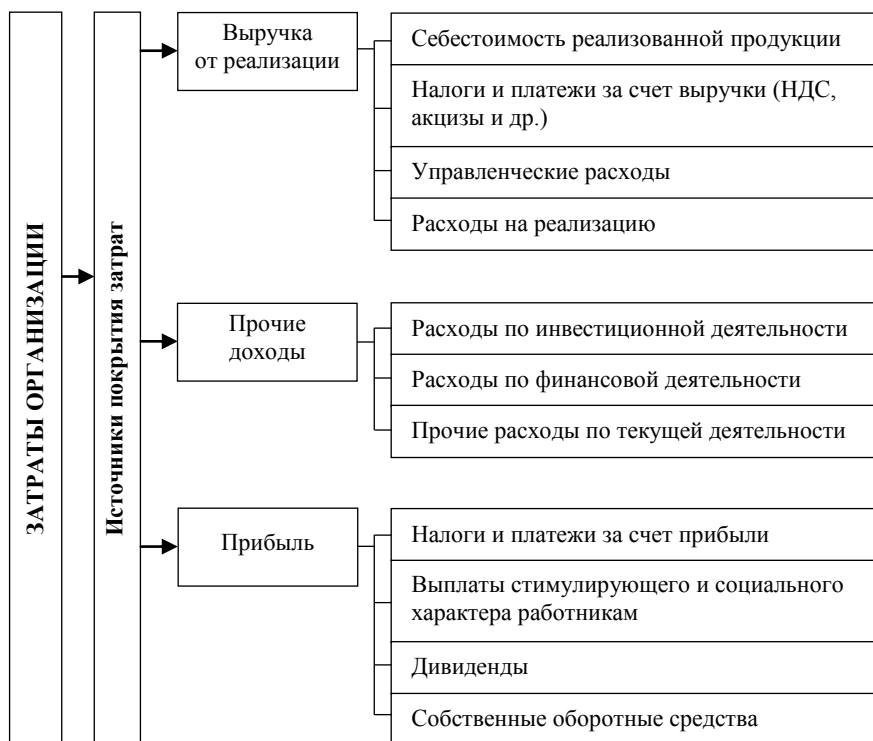 ЗАТРАТЫ ОРГАНИЗАЦИИ
Источники покрытия затрат
Выручка
от реализации
Себестоимость реализованной продукции
Налоги и платежи за счет выручки (НДС,
акцизы и др.)
Управленческие расходы
Расходы на реализацию
Прочие
доходы
Расходы по инвестиционной деятельности
Расходы по финансовой деятельности
Прочие расходы по текущей деятельности
Прибыль
Налоги и платежи за счет прибыли
Выплаты стимулирующего и социального
характера работникам
Дивиденды
Собственные оборотные средства